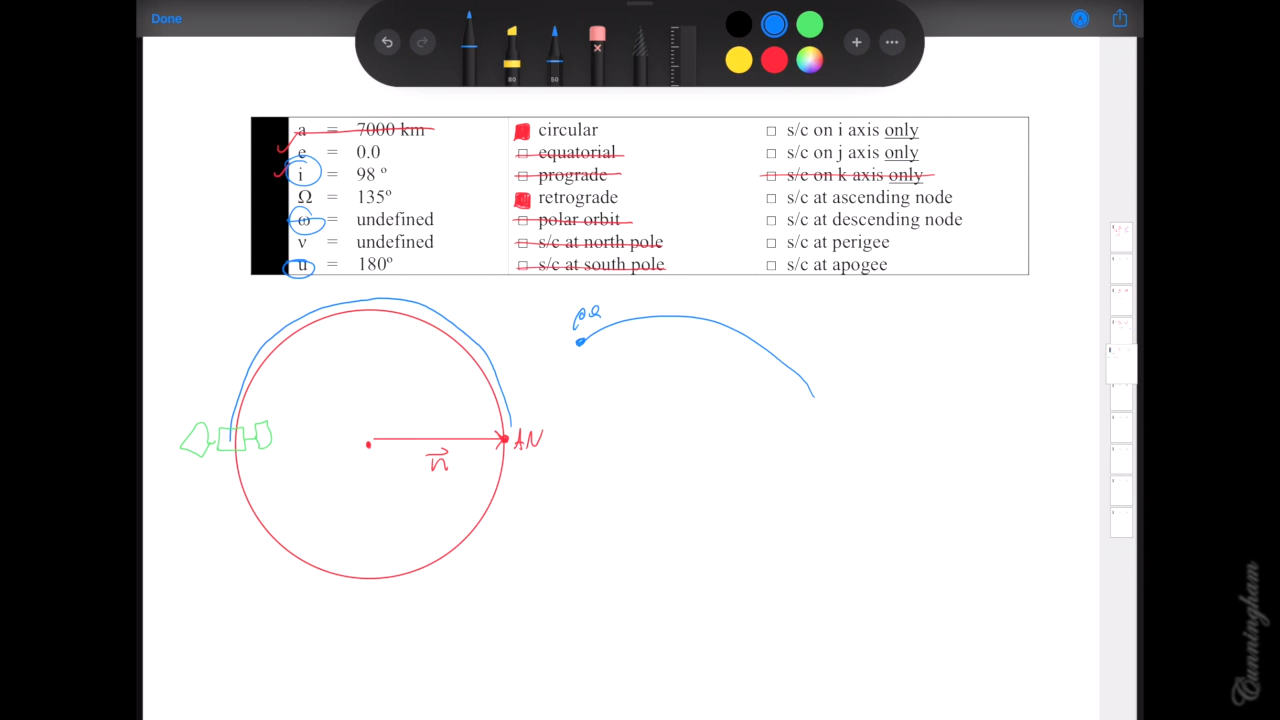 Done
80
50
a = 7000 km
e = 0.0
i = 98 º
Ω = 135º
ω = undefined
ν = undefined
u = 180º
□ circular
□ equatorial
□ prograde
□ retrograde
□ polar orbit
□ s/c at north pole
□ s/c at south pole
□ s/c on i axis only
□ s/c on j axis only
□ s/c on k axis only
□ s/c at ascending node
□ s/c at descending node
□ s/c at perigee
□ s/c at apogee
AN
n
Cunningham